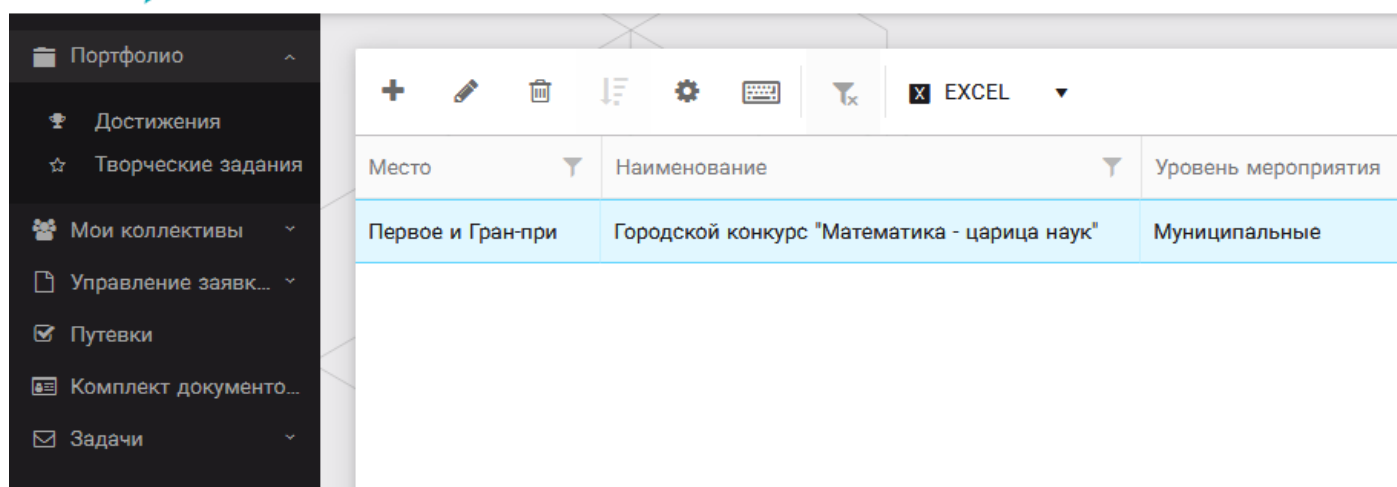 Портфолио
Достижения
Творческие задания
Мои коллективы
Управление заявк...
Путевки
Комплект документо...
Задачи
X EXCEL
Место Наименование Уровень мероприятия
Первое и Гран-при Городской конкурс "Математика - царица наук" Муниципальные